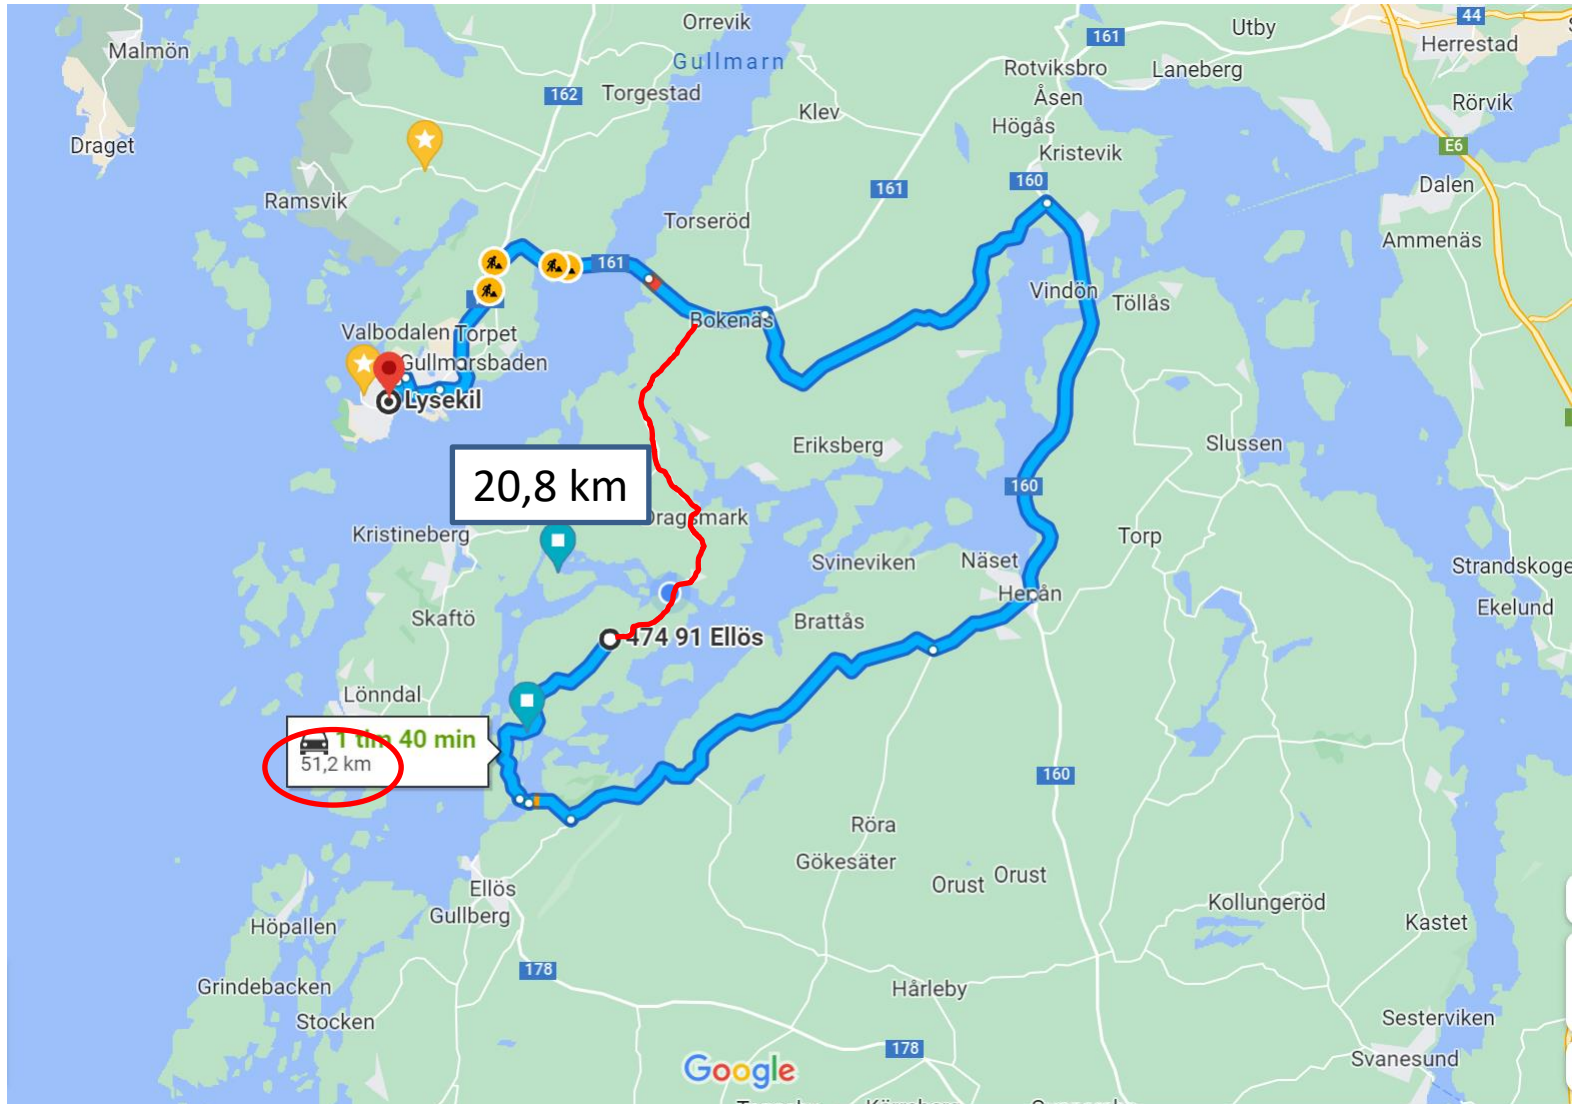 Orrevik
44
161
Utby
Herrestad
Malmön
Gullmarn
Rotviksbro
Laneberg
162
Torgestad
Åsen
Rörvik
Klev
Högås
Draget
Kristevik
E6
160
Dalen
161
Ramsvik
Torseröd
Ammenäs
161
Vindön
Töllås
Bokenäs
Valbodalen
Torpet
Gullmarsbaden
Lysekil
Eriksberg
Slussen
20,8 km
160
Dragsmark
Kristineberg
Torp
Svineviken
Näset
Strandskoge
Henån
Ekelund
Skaftö
Brattås
474 91 Ellös
Lönndal
1 tim 40 min
51,2 km
160
Röra
Gökesäter
Orust
Orust
Ellös
Kollungeröd
Gullberg
Höpallen
Kastet
178
Grindebacken
Hårleby
Stocken
Sesterviken
178
Svanesund
Google